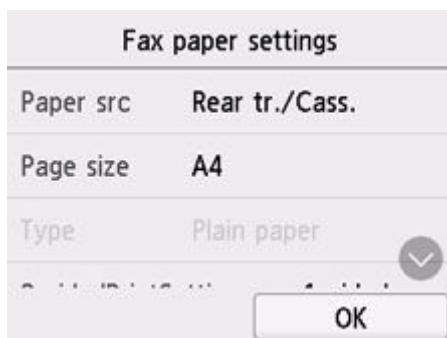 Fax paper settings
Paper src Rear tr./Cass.
Page size A4
Type Plain paper
OK